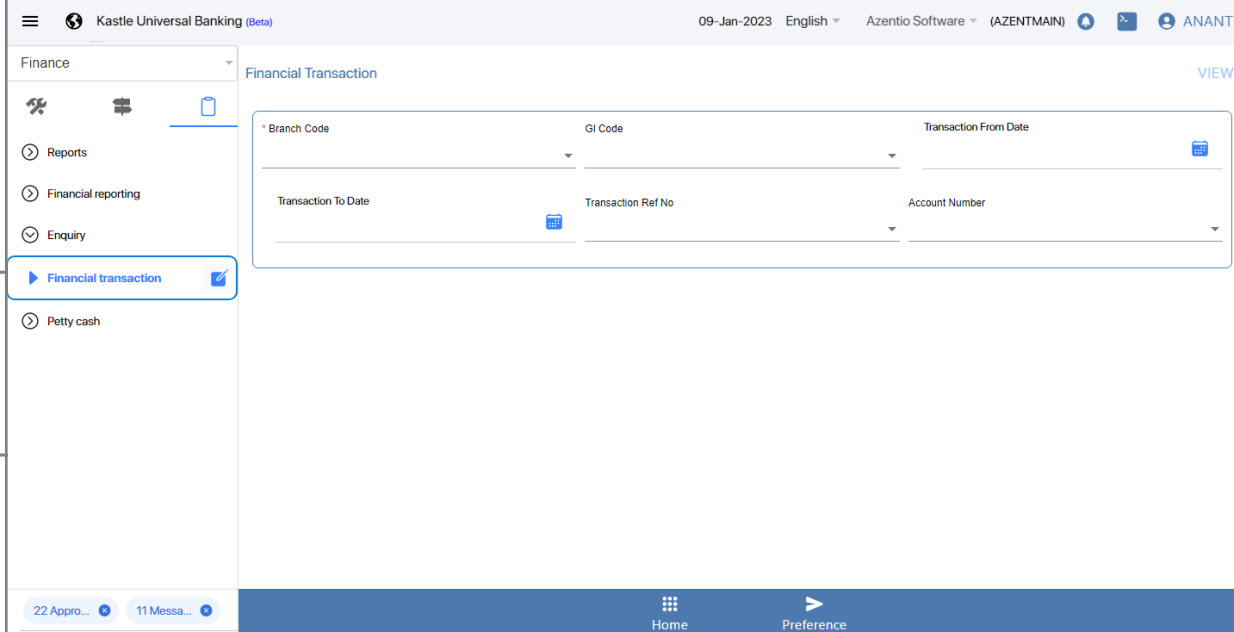 Kastle Universal Banking (Beta)
09-Jan-2023 English Azentio Software (AZENTMAIN) ANANT
Finance
Financial Transaction
VIEW
* Branch Code
GI Code
Transaction From Date
Reports
Financial reporting
Transaction To Date
Transaction Ref No
Account Number
Enquiry
Financial transaction
Petty cash
22 Appro...
11 Messa...
Home
Preference